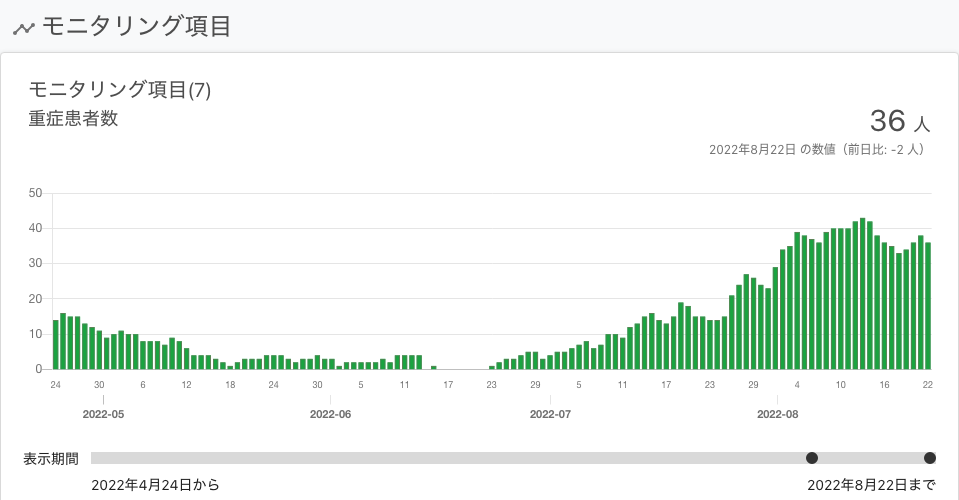 モニタリング項目
モニタリング項目(7)
重症患者数
36 人
2022年8月22日 の数値（前日比: -2 人）
50
40
30
20
10
0
24 30 6 12 18 24 30 5 11 17 23 29 5 11 17 23 29 4 10 16 22
2022-05 2022-06 2022-07 2022-08
表示期間
2022年4月24日から 2022年8月22日まで